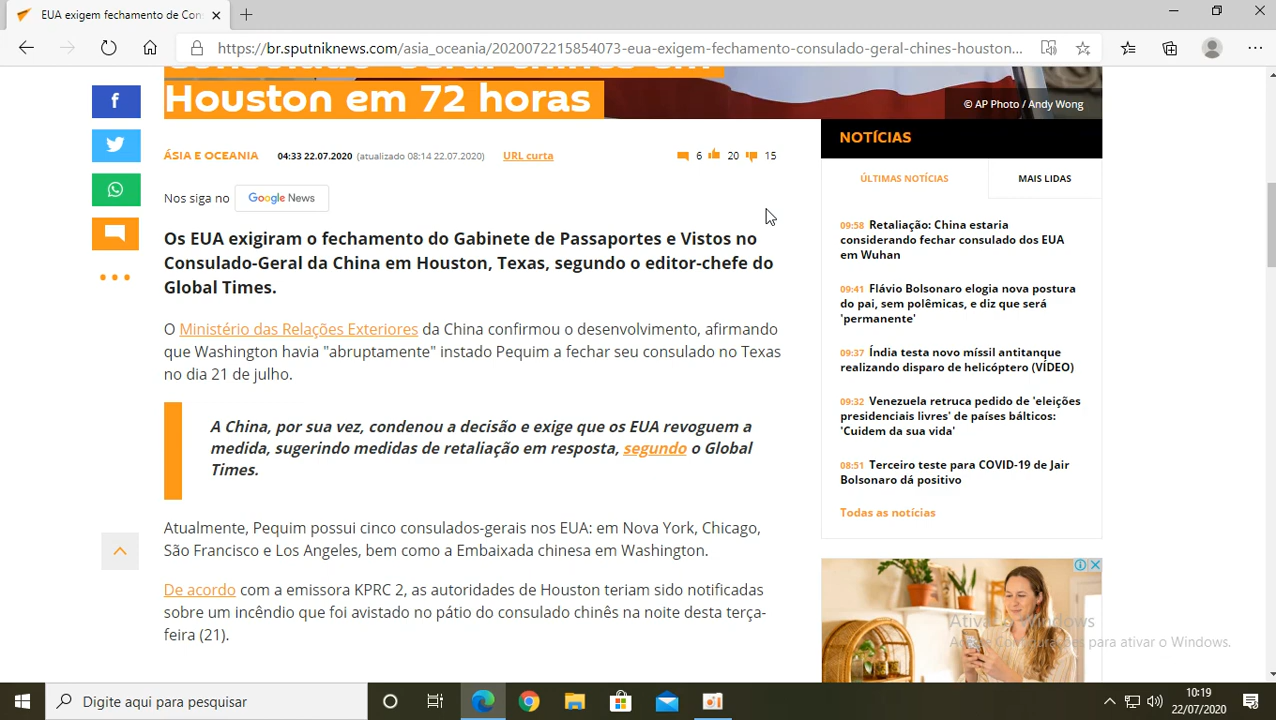 EUA exigem fechamento de Con
https://br.sputniknews.com/asia_oceania/2020072215854073-eua-exigem-fechamento-consulado-geral-chines-houston...
Houston em 72 horas
© AP Photo / Andy Wong
ÁSIA E OCEANIA 04:33 22.07.2020 (atualizado 08:14 22.07.2020) URL curta 6 20 15
Nos siga no Google News
Os EUA exigiram o fechamento do Gabinete de Passaportes e Vistos no
Consulado-Geral da China em Houston, Texas, segundo o editor-chefe do
Global Times.
O Ministério das Relações Exteriores da China confirmou o desenvolvimento, afirmando
que Washington havia "abruptamente" instado Pequim a fechar seu consulado no Texas
no dia 21 de julho.
A China, por sua vez, condenou a decisão e exige que os EUA revoguem a
medida, sugerindo medidas de retaliação em resposta, segundo o Global
Times.
Atualmente, Pequim possui cinco consulados-gerais nos EUA: em Nova York, Chicago,
São Francisco e Los Angeles, bem como a Embaixada chinesa em Washington.
De acordo com a emissora KPRC 2, as autoridades de Houston teriam sido notificadas
sobre um incêndio que foi avistado no pátio do consulado chinês na noite desta terça-
feira (21).
NOTÍCIAS
ÚLTIMAS NOTÍCIAS MAIS LIDAS
09:58 Retaliação: China estaria
considerando fechar consulado dos EUA
em Wuhan
09:41 Flávio Bolsonaro elogia nova postura
do pai, sem polêmicas, e diz que será
'permanente'
09:37 Índia testa novo míssil antitanque
realizando disparo de helicóptero (VÍDEO)
09:32 Venezuela retruca pedido de 'eleições
presidenciais livres' de países bálticos:
'Cuidem da sua vida'
08:51 Terceiro teste para COVID-19 de Jair
Bolsonaro dá positivo
Todas as notícias
Windows
para ativar o Windows.
Digite aqui para pesquisar
10:19
22/07/2020